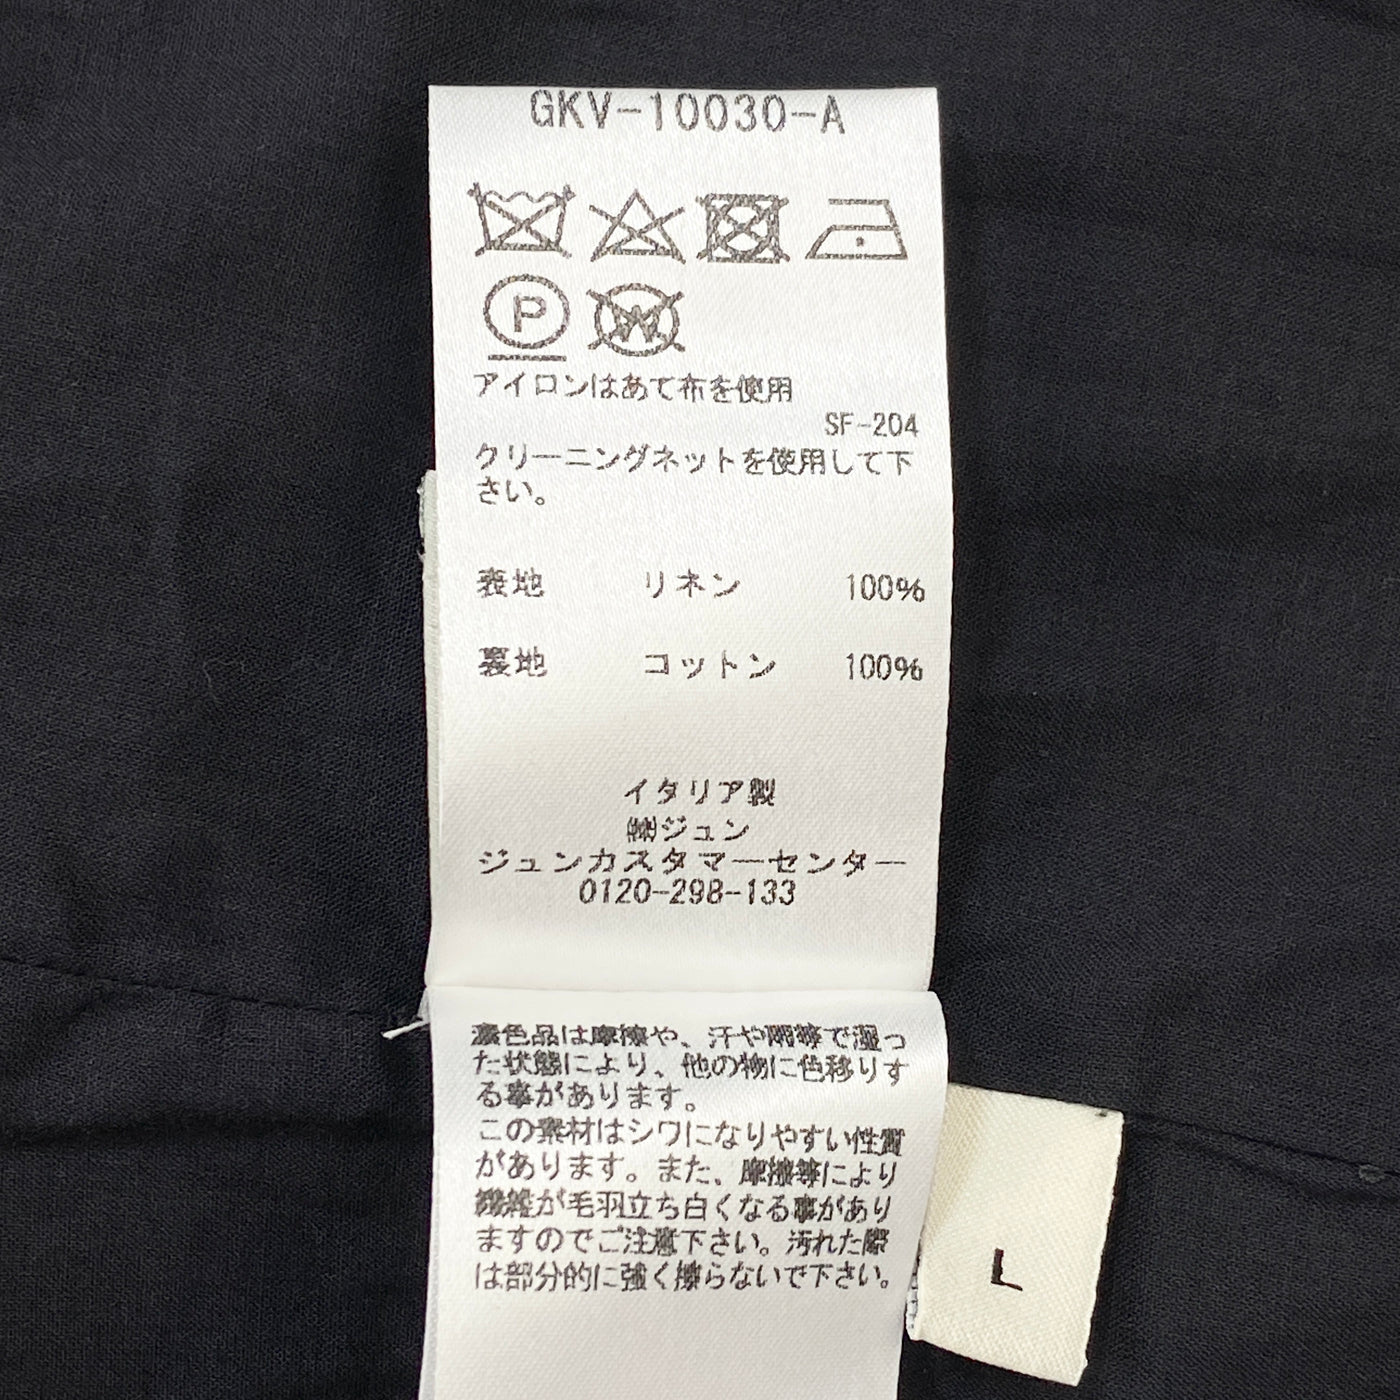 GKV-10030-A
P
W
アイロンはあて布を使用
SF-204
クリーニングネットを使用して下
さい。
表地 リネン 100%
裏地 コットン 100%
イタリア製
㈱ジュン
ジュンカスタマーセンター
0120-298-133
濃色品は摩擦や、汗や雨等で湿っ
た状態により、他の物に色移りす
る事があります。
この素材はシワになりやすい性質
があります。また、摩擦等により
繊維が毛羽立ち白くなる事があり
ますのでご注意下さい。汚れた際
は部分的に強く擦らないで下さい。
L